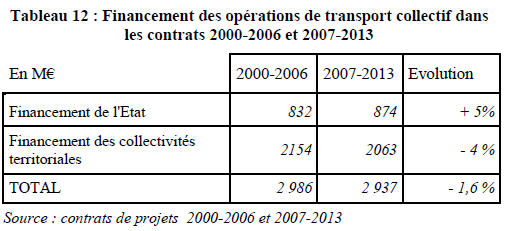 Tableau 12 : Financement des opérations de transport collectif dans
les contrats 2000-2006 et 2007-2013
En M€ 2000-2006 2007-2013 Evolution
Financement de l'Etat 832 874 + 5%
Financement des collectivités
territoriales 2154 2063 - 4 %
TOTAL 2 986 2 937 - 1,6 %
Source : contrats de projets 2000-2006 et 2007-2013